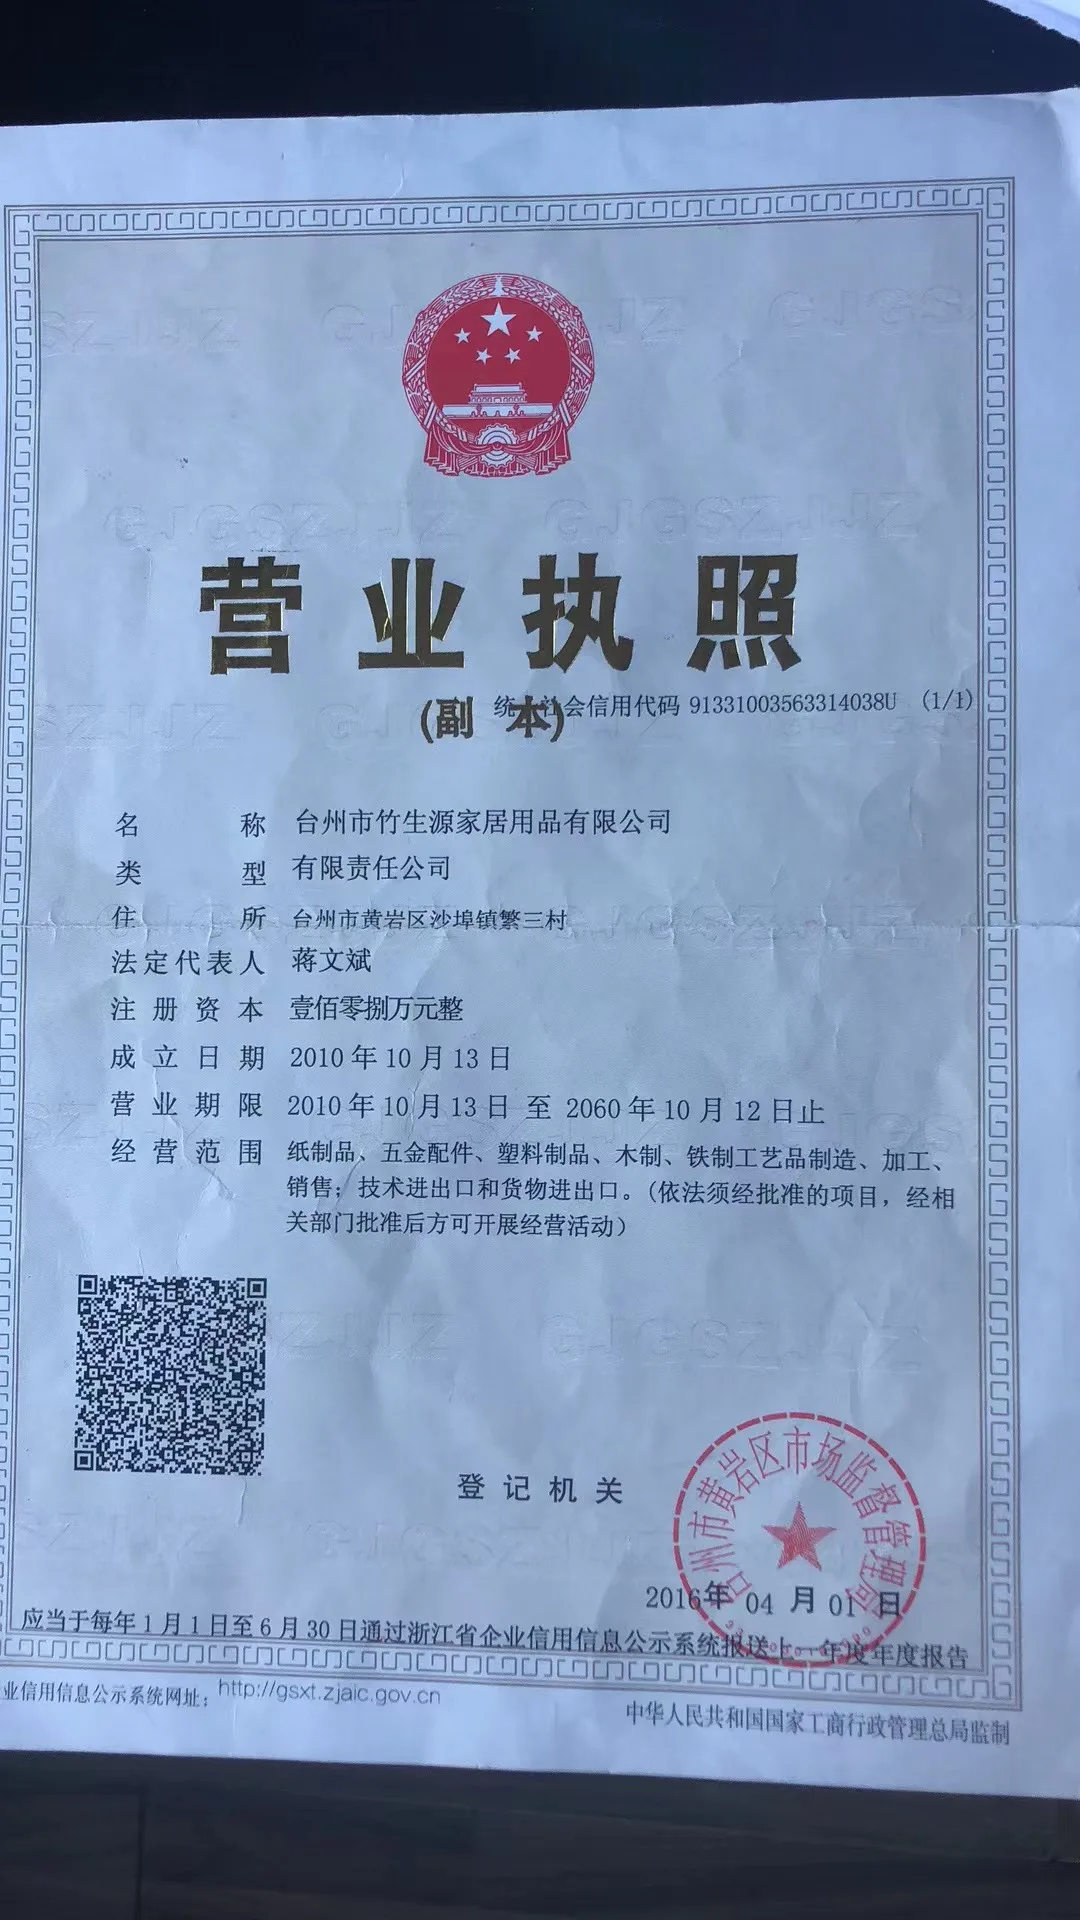 营业执照
(副 本)
统一社会信用代码 91331003563314038U (1/1)
名 称 台州市竹生源家居用品有限公司
类 型 有限责任公司
住 所 台州市黄岩区沙埠镇繁三村
法定代表人 蒋文斌
注册资本 壹佰零捌万元整
成立日期 2010年10月13日
营业期限 2010年10月13日 至 2060年10月12日止
经营范围 纸制品、五金配件、塑料制品、木制、铁制工艺品制造、加工、
销售；技术进出口和货物进出口。(依法须经批准的项目，经相
关部门批准后方可开展经营活动)
登记机关
台州市黄岩区市场监督管理局
2016年04月01日
应当于每年1月1日至6月30日通过浙江省企业信用信息公示系统报送上一年度年度报告
业信用信息公示系统网址：http://gsxt.zjaic.gov.cn
中华人民共和国国家工商行政管理总局监制